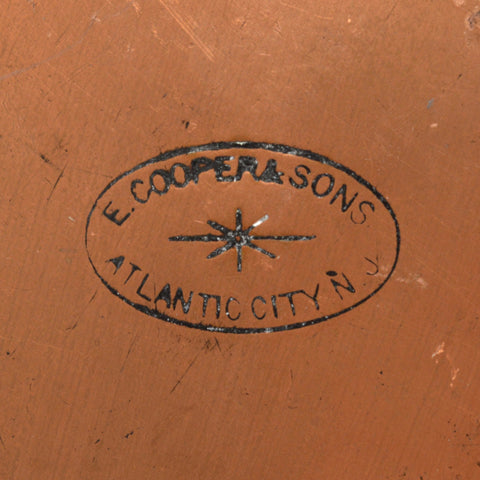 E. COOPER & SONS.
ATLANTIC CITY N.J